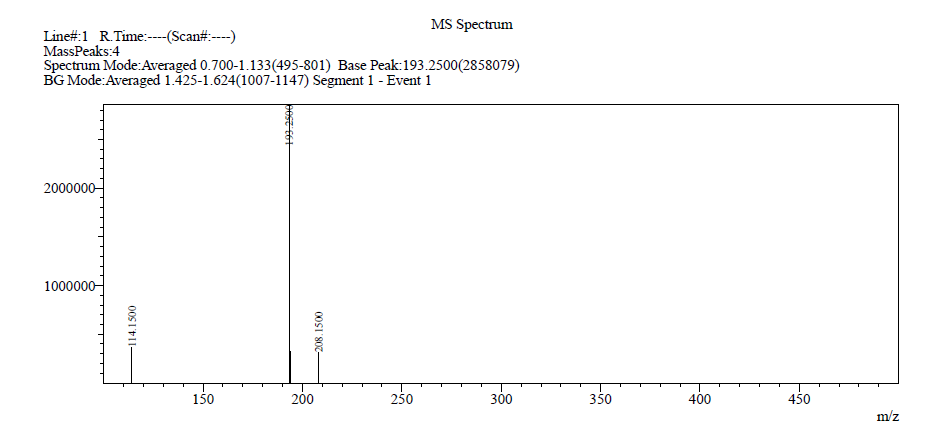 MS Spectrum
Line#:1 R.Time:----(Scan#:----)
MassPeaks:4
Spectrum Mode:Averaged 0.700-1.133(495-801) Base Peak:193.2500(2858079)
BG Mode:Averaged 1.425-1.624(1007-1147) Segment 1 - Event 1
193.2500
2000000
1000000
114.1500
208.1500
150 200 250 300 350 400 450
m/z